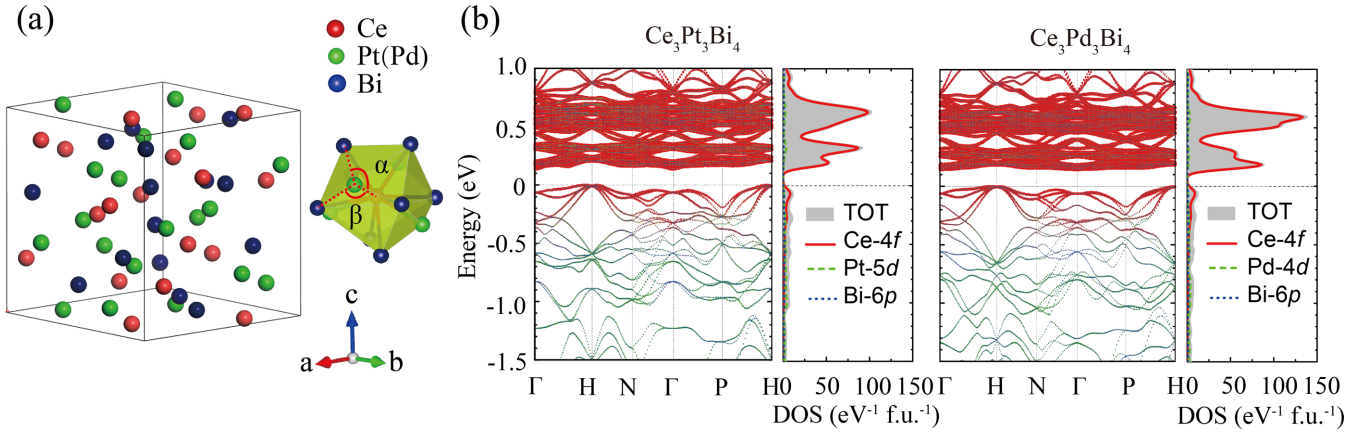 (a)
Ce
Pt(Pd)
Bi
α
β
c
a
b
(b)
Ce₃Pt₃Bi₄
Energy (eV)
1.0
0.5
0
-0.5
-1.0
-1.5
Γ H N Γ P H
TOT
Ce-4f
Pt-5d
Bi-6p
0 50 100 150
DOS (eV⁻¹ f.u.⁻¹)
Ce₃Pd₃Bi₄
Γ H N Γ P H
TOT
Ce-4f
Pd-4d
Bi-6p
0 50 100 150
DOS (eV⁻¹ f.u.⁻¹)